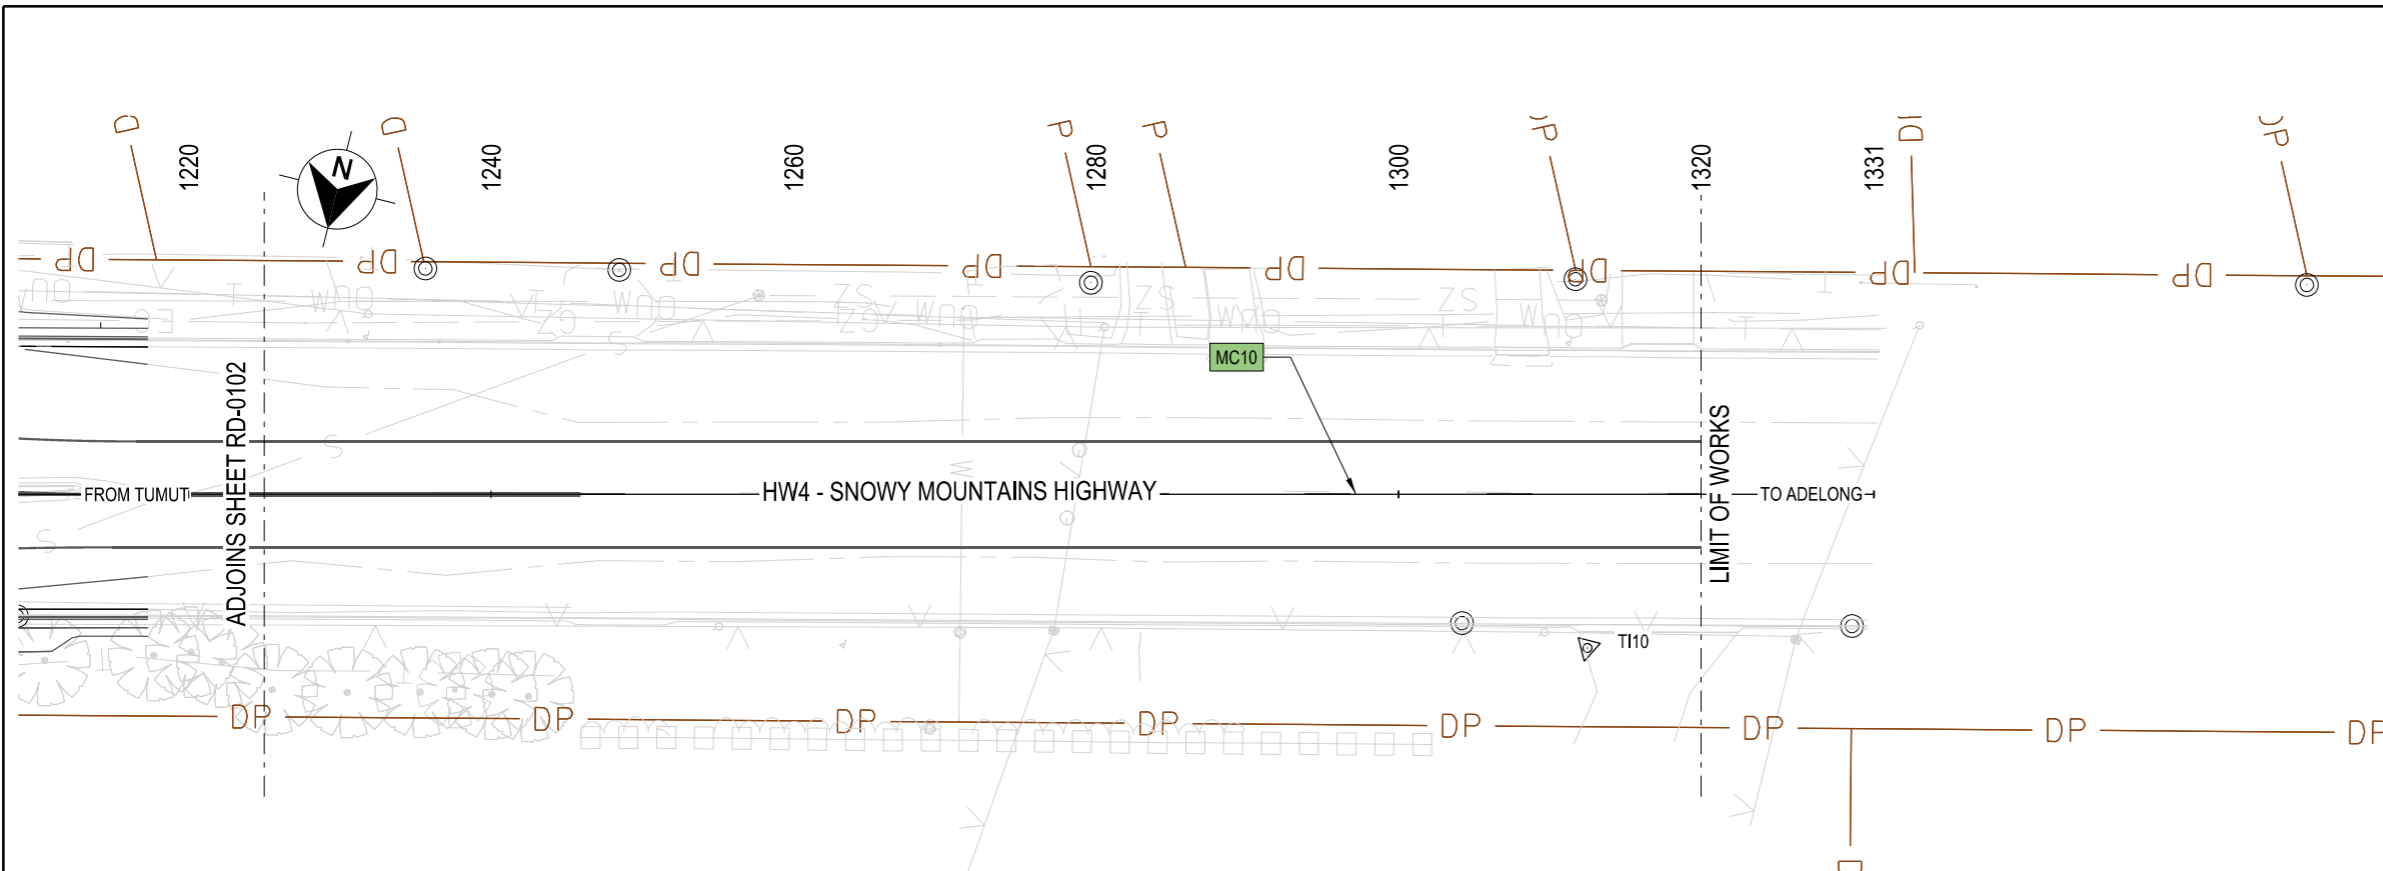 D D P P DP DP
1220 1240 1260 1280 1300 1320 1331
N
DP DP DP DP DP DP DP DP
MC10
ADJOINS SHEET RD-0102
FROM TUMUT
HW4 - SNOWY MOUNTAINS HIGHWAY
TO ADELONG
LIMIT OF WORKS
TI10
DP DP DP DP DP DP DP DP